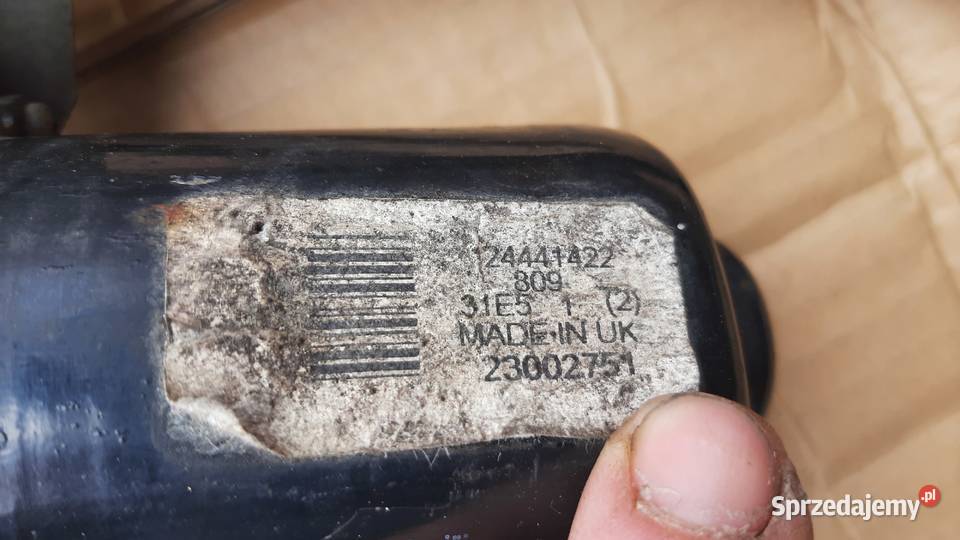 24441422
809
31E5 1 (2)
MADE IN UK
23002751
Sprzedajemy.pl